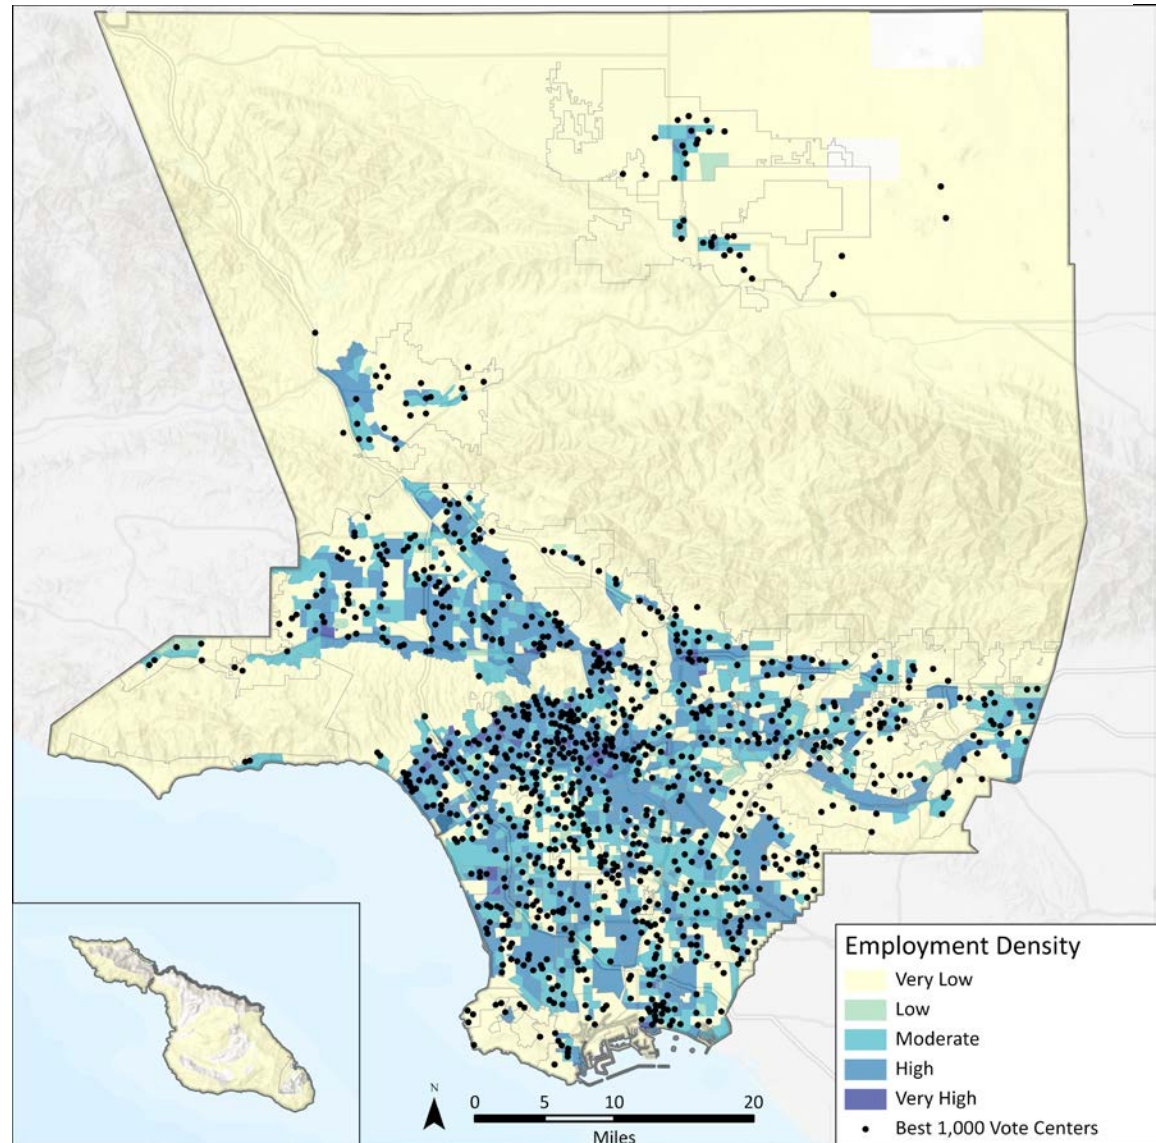 Employment Density
Very Low
Low
Moderate
High
Very High
Best 1,000 Vote Centers
N
0 5 10 20
Miles